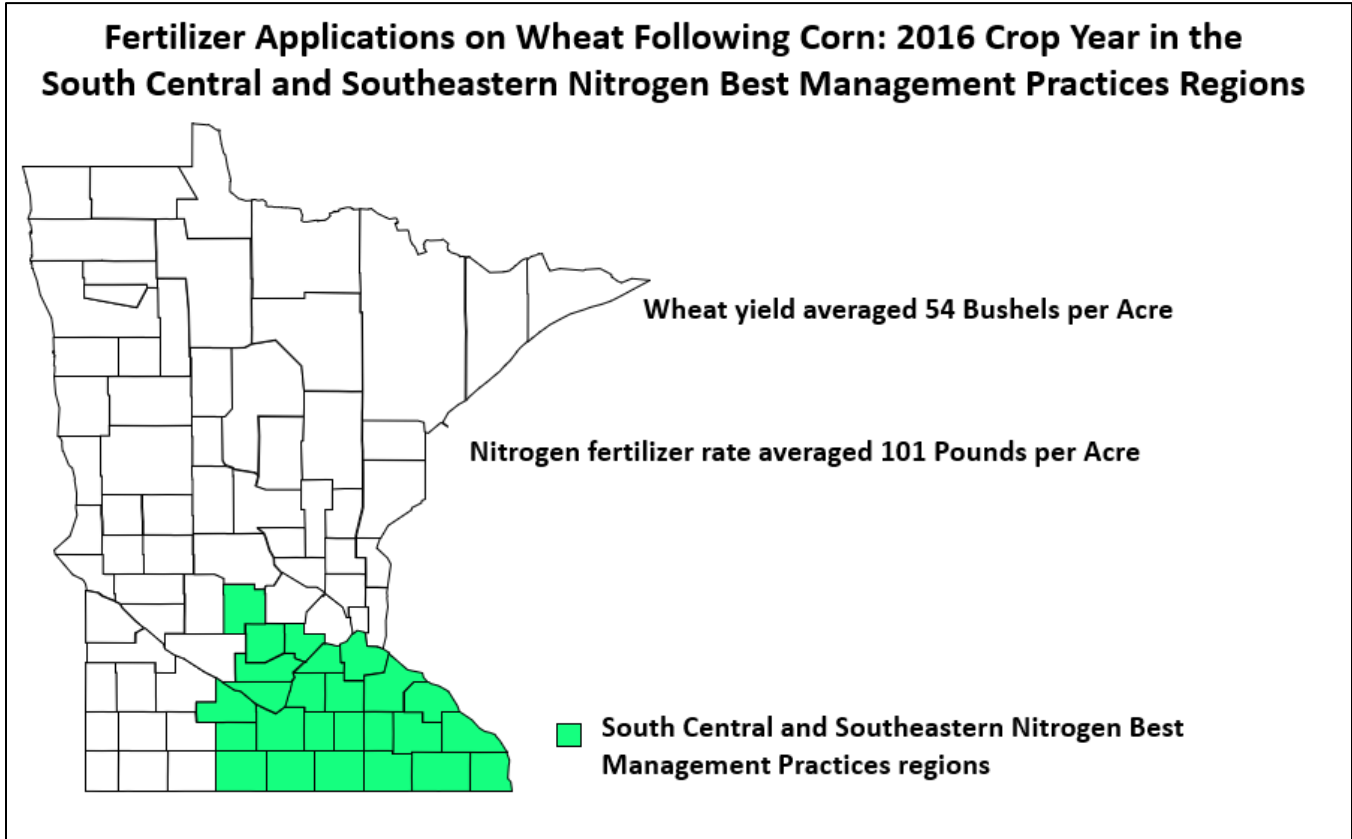 Fertilizer Applications on Wheat Following Corn: 2016 Crop Year in the
South Central and Southeastern Nitrogen Best Management Practices Regions
Wheat yield averaged 54 Bushels per Acre
Nitrogen fertilizer rate averaged 101 Pounds per Acre
South Central and Southeastern Nitrogen Best
Management Practices regions